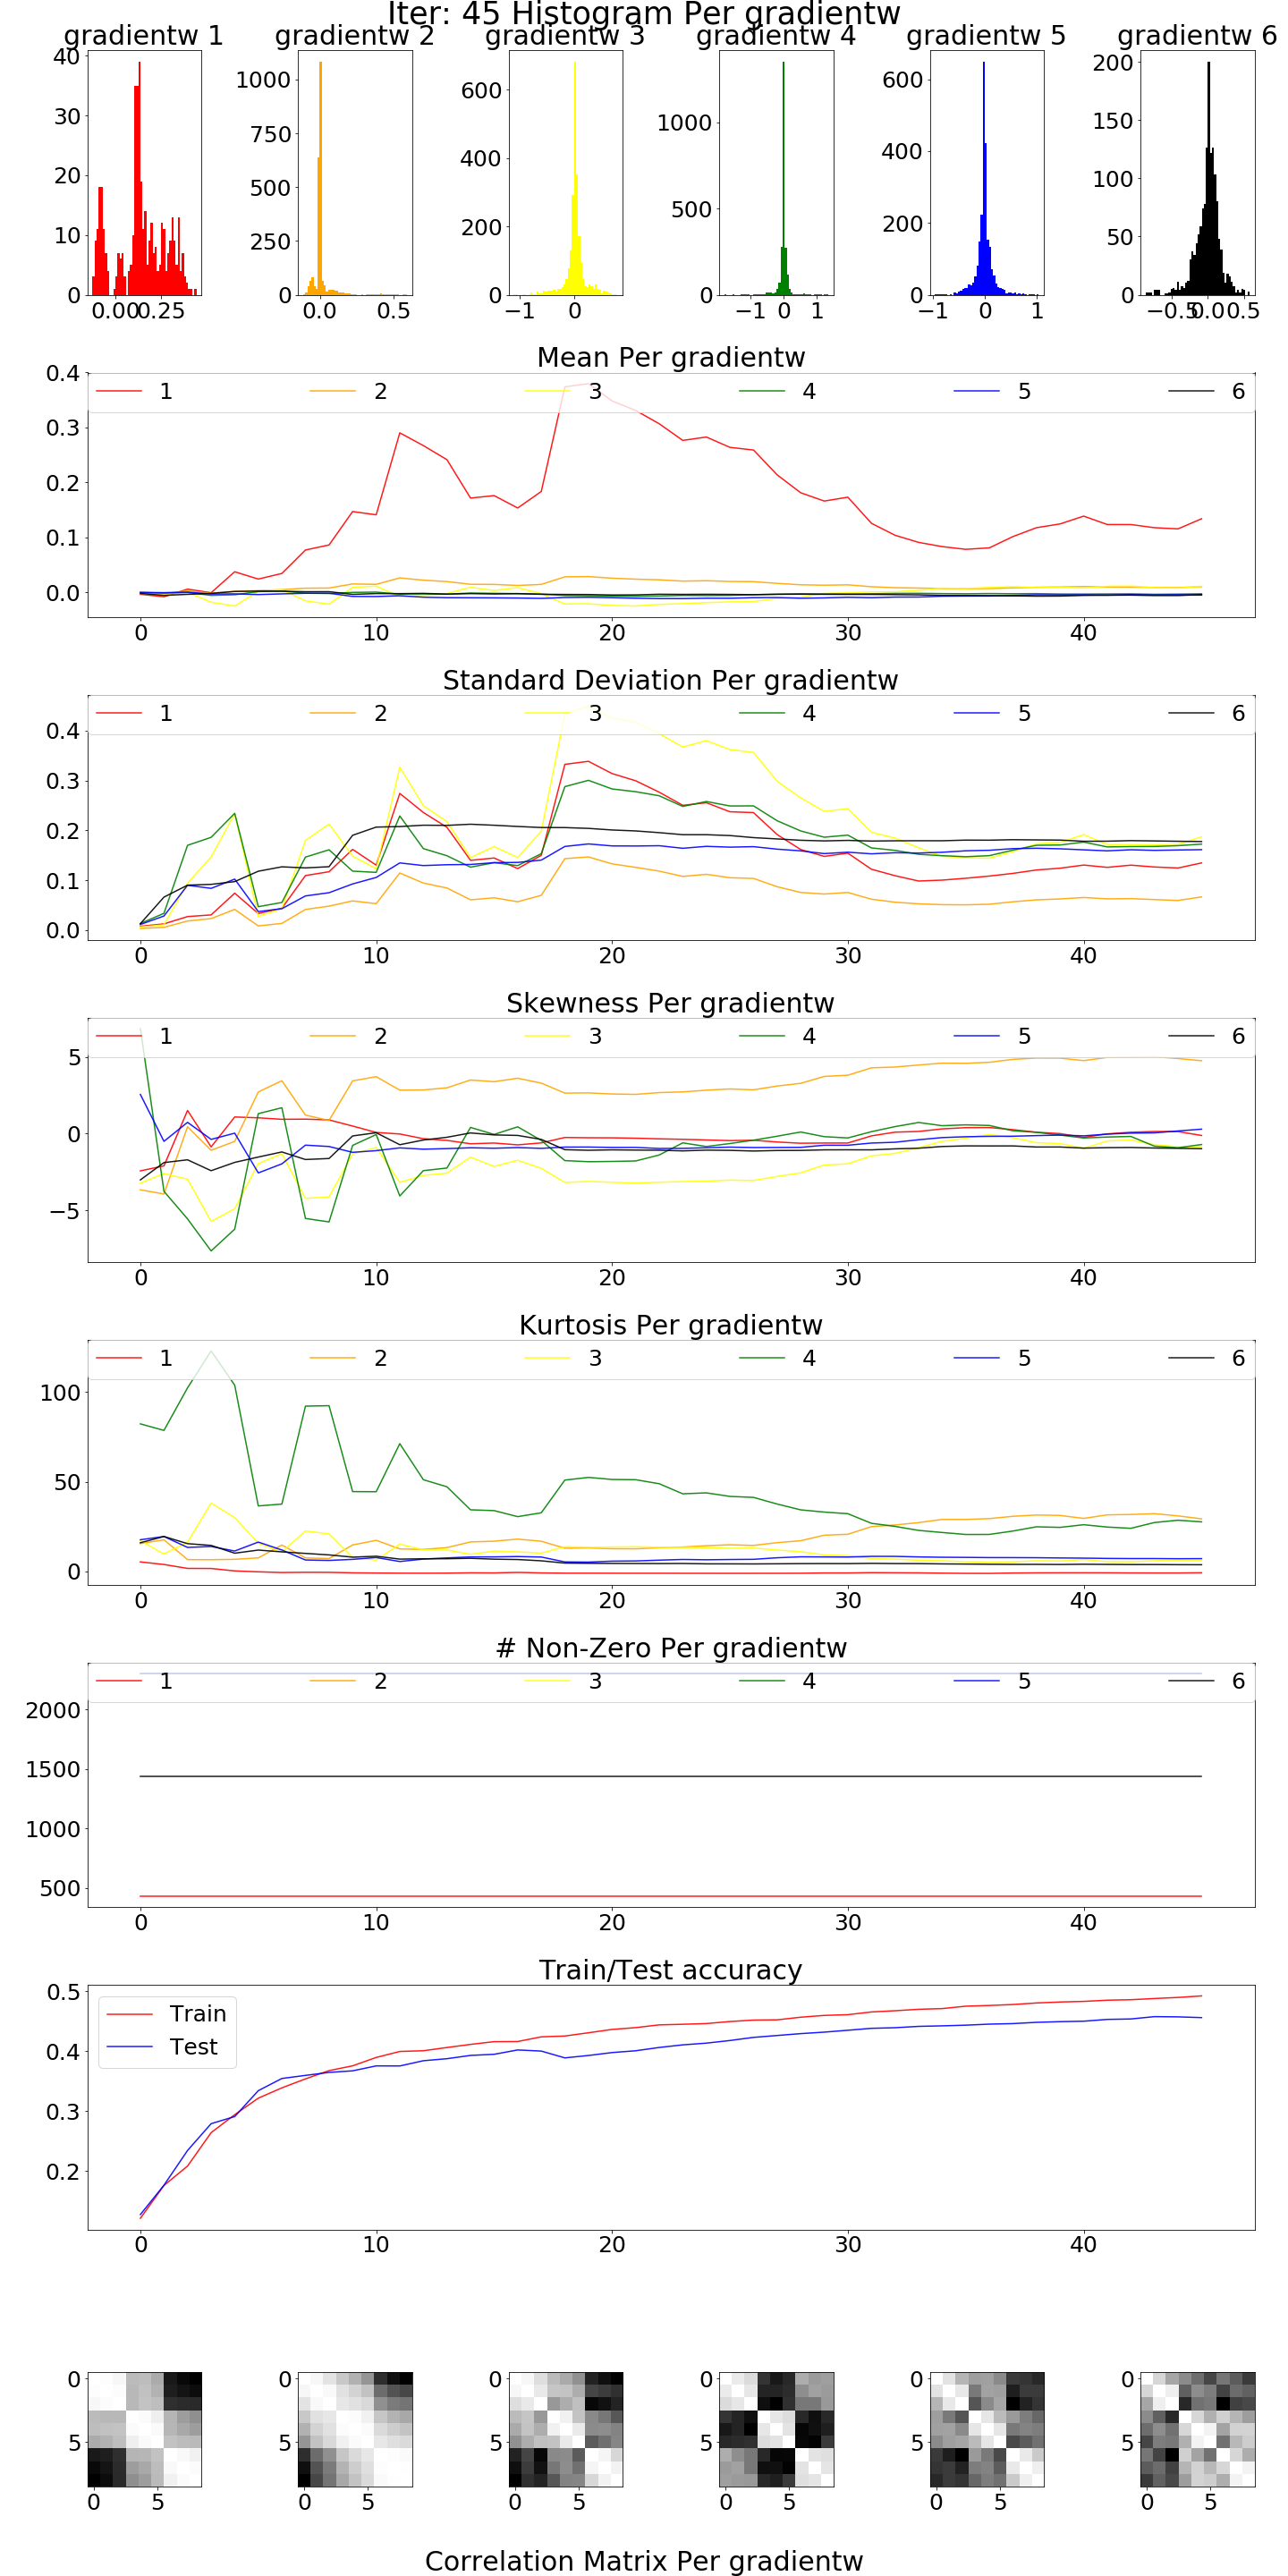 Iter: 45 Histogram Per gradientw
gradientw 1 gradientw 2 gradientw 3 gradientw 4 gradientw 5 gradientw 6
40 30 20 10 0
0.00 0.25
1000 750 500 250 0
0.0 0.5
600 400 200 0
−1 0
1000 500 0
−1 0 1
600 400 200 0
−1 0 1
200 150 100 50 0
−0.5 0.0 0.5
Mean Per gradientw
1 2 3 4 5 6
0.4
0.3
0.2
0.1
0.0
0 10 20 30 40
Standard Deviation Per gradientw
1 2 3 4 5 6
0.4
0.3
0.2
0.1
0.0
0 10 20 30 40
Skewness Per gradientw
1 2 3 4 5 6
5
0
−5
0 10 20 30 40
Kurtosis Per gradientw
1 2 3 4 5 6
100
50
0
0 10 20 30 40
# Non-Zero Per gradientw
1 2 3 4 5 6
2000
1500
1000
500
0 10 20 30 40
Train/Test accuracy
Train
Test
0.5
0.4
0.3
0.2
0 10 20 30 40
0 0 0 0 0 0
5 5 5 5 5 5
0 5 0 5 0 5 0 5 0 5 0 5
Correlation Matrix Per gradientw